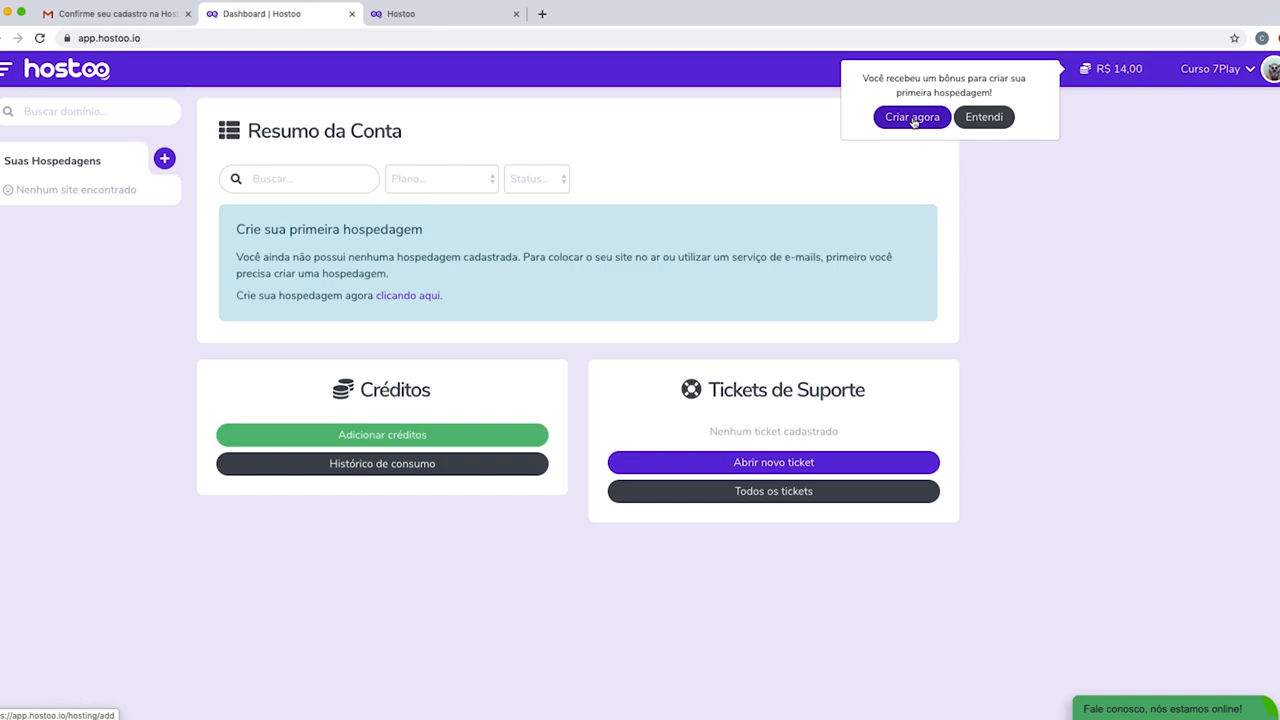 Confirme seu cadastro na Host
Dashboard | Hostoo
Hostoo
app.hostoo.io
hostoo
Você recebeu um bônus para criar sua
primeira hospedagem!
Criar agora
Entendi
R$ 14,00
Curso 7Play
Buscar domínio...
Suas Hospedagens
Nenhum site encontrado
Resumo da Conta
Buscar...
Plano...
Status...
Crie sua primeira hospedagem
Você ainda não possui nenhuma hospedagem cadastrada. Para colocar o seu site no ar ou utilizar um serviço de e-mails, primeiro você
precisa criar uma hospedagem.
Crie sua hospedagem agora clicando aqui.
Créditos
Adicionar créditos
Histórico de consumo
Tickets de Suporte
Nenhum ticket cadastrado
Abrir novo ticket
Todos os tickets
s://app.hostoo.io/hosting/add
Fale conosco, nós estamos online!